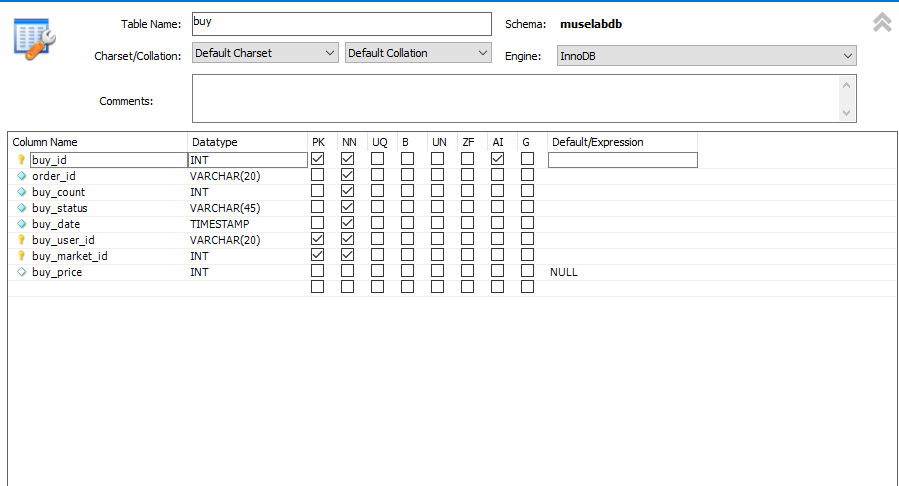 Table Name: buy Schema: muselabdb
Charset/Collation: Default Charset Default Collation Engine: InnoDB
Comments:
Column Name Datatype PK NN UQ B UN ZF AI G Default/Expression
buy_id INT
order_id VARCHAR(20)
buy_count INT
buy_status VARCHAR(45)
buy_date TIMESTAMP
buy_user_id VARCHAR(20)
buy_market_id INT
buy_price INT NULL